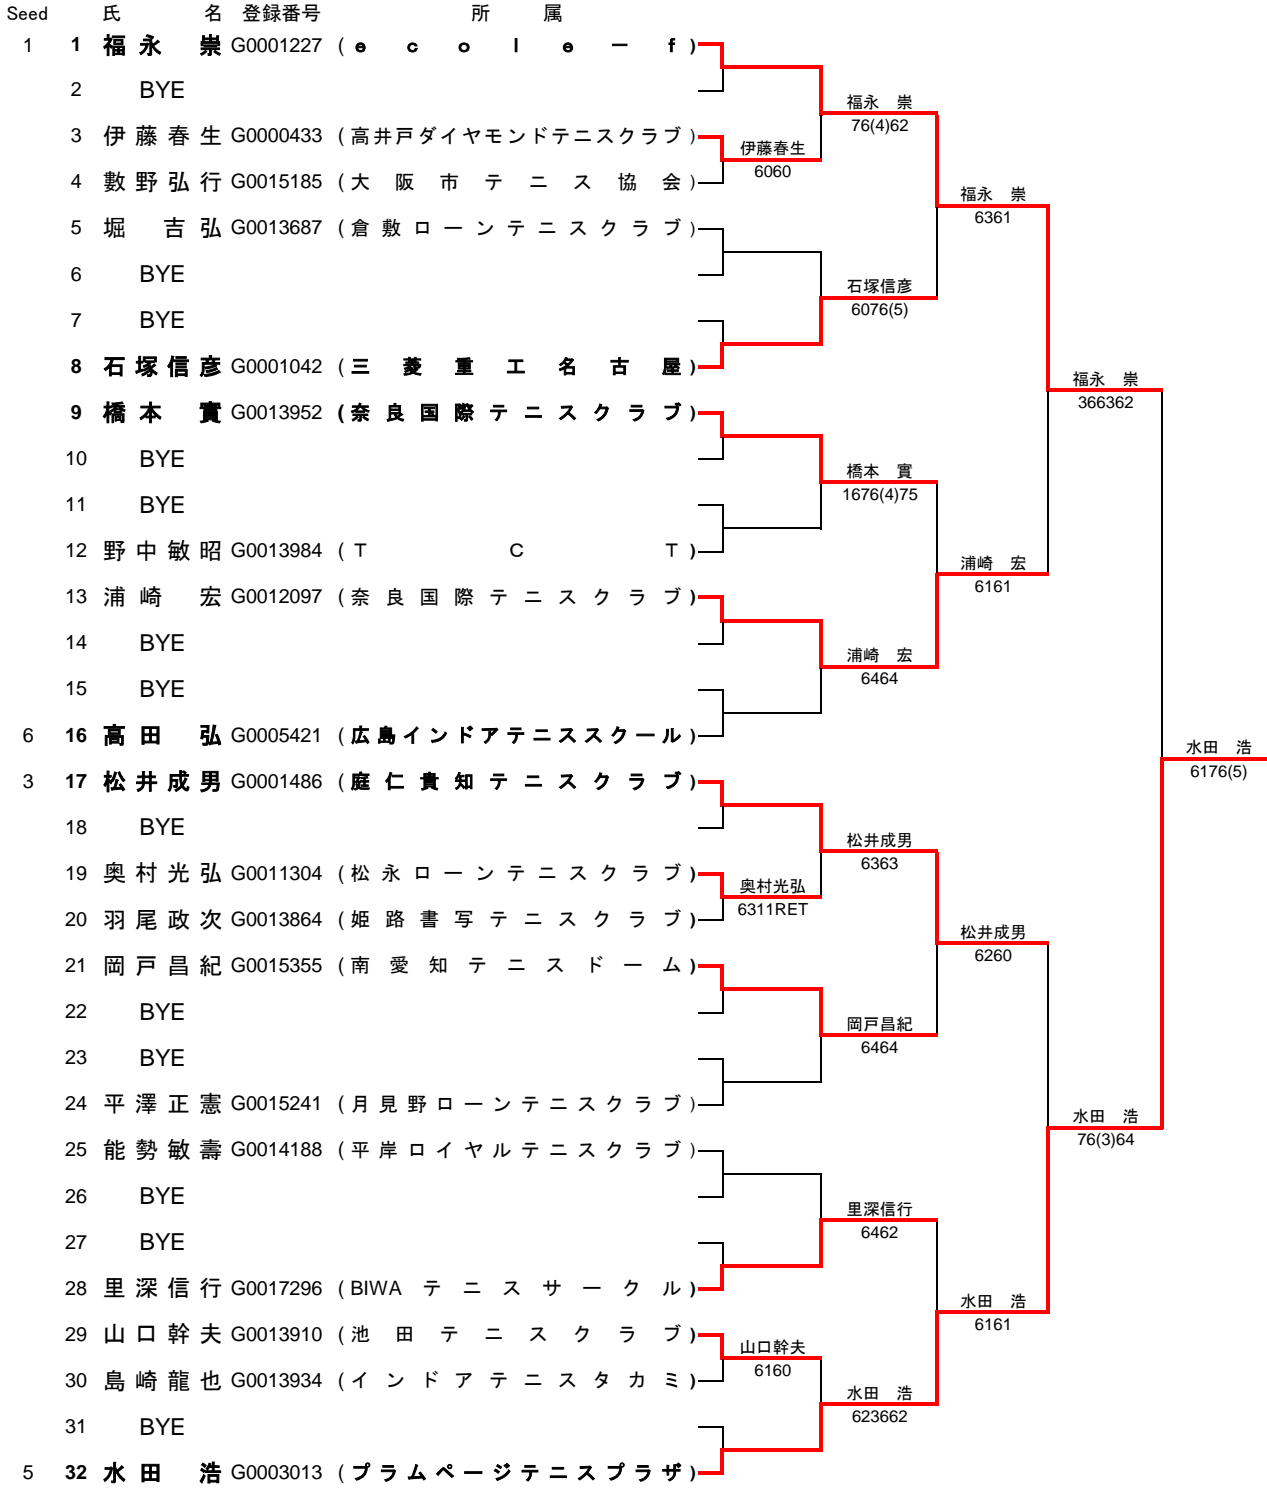 Seed 氏 名 登録番号 所 属
1 1 福永 崇 G0001227 (ecole-f)
2 BYE
福永 崇
76(4)62
3 伊藤春生 G0000433 (高井戸ダイヤモンドテニスクラブ)
伊藤春生
6060
4 數野弘行 G0015185 (大阪市テニス協会)
福永 崇
6361
5 堀 吉弘 G0013687 (倉敷ローンテニスクラブ)
6 BYE
石塚信彦
6076(5)
7 BYE
8 石塚信彦 G0001042 (三菱重工名古屋)
福永 崇
366362
9 橋本 實 G0013952 (奈良国際テニスクラブ)
10 BYE
橋本 實
1676(4)75
11 BYE
12 野中敏昭 G0013984 (TCT)
浦崎 宏
6161
13 浦崎 宏 G0012097 (奈良国際テニスクラブ)
14 BYE
浦崎 宏
6464
15 BYE
6 16 高田 弘 G0005421 (広島インドアテニススクール)
水田 浩
6176(5)
3 17 松井成男 G0001486 (庭仁貴知テニスクラブ)
18 BYE
松井成男
6363
19 奥村光弘 G0011304 (松永ローンテニスクラブ)
奥村光弘
6311RET
20 羽尾政次 G0013864 (姫路書写テニスクラブ)
松井成男
6260
21 岡戸昌紀 G0015355 (南愛知テニスドーム)
22 BYE
岡戸昌紀
6464
23 BYE
24 平澤正憲 G0015241 (月見野ローンテニスクラブ)
水田 浩
76(3)64
25 能勢敏壽 G0014188 (平岸ロイヤルテニスクラブ)
26 BYE
里深信行
6462
27 BYE
28 里深信行 G0017296 (BIWAテニスサークル)
水田 浩
6161
29 山口幹夫 G0013910 (池田テニスクラブ)
山口幹夫
6160
30 島崎龍也 G0013934 (インドアテニスタカミ)
水田 浩
623662
31 BYE
5 32 水田 浩 G0003013 (プラムページテニスプラザ)